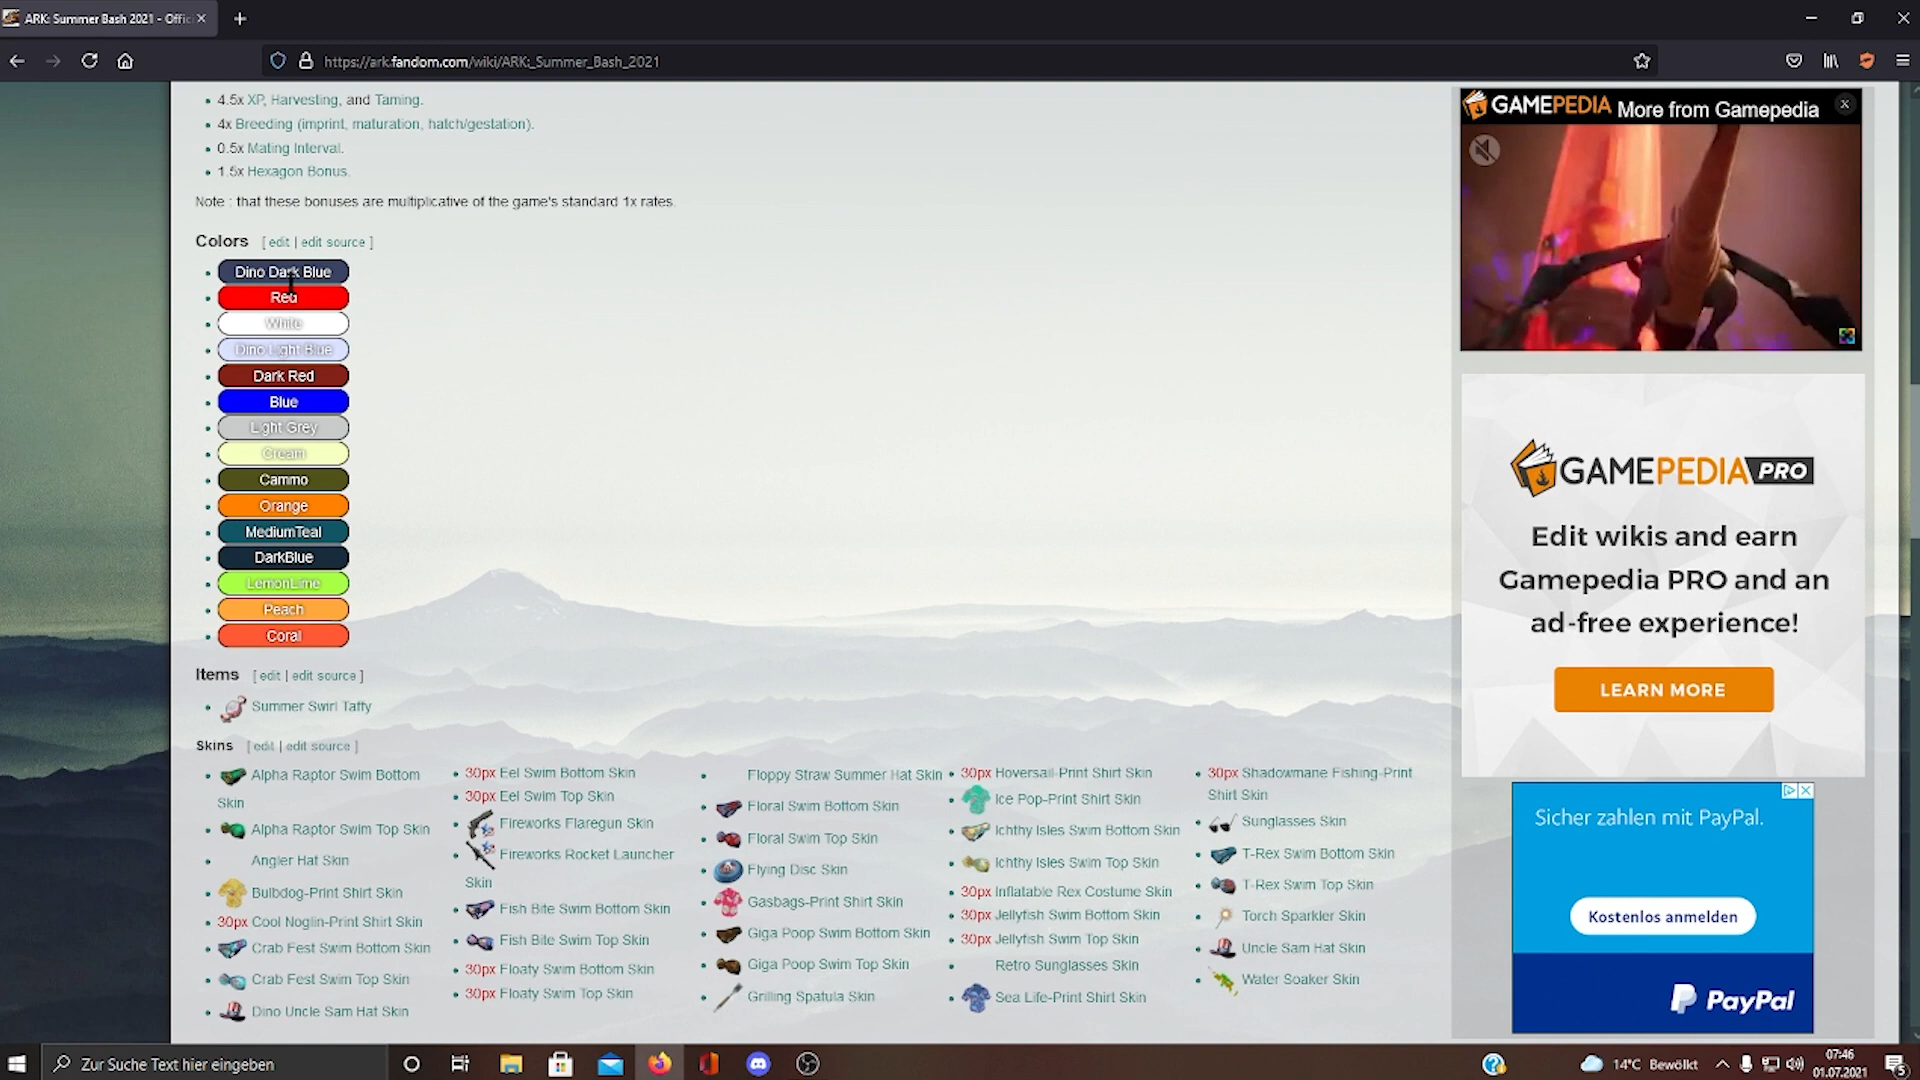 ARK: Summer Bash 2021 - Offic
https://ark.fandom.com/wiki/ARK:_Summer_Bash_2021
4.5x XP, Harvesting, and Taming.
4x Breeding (imprint, maturation, hatch/gestation).
0.5x Mating Interval.
1.5x Hexagon Bonus.
Note : that these bonuses are multiplicative of the game's standard 1x rates.
Colors [ edit | edit source ]
Dino Dark Blue
Red
White
Dino Light Blue
Dark Red
Blue
Light Grey
Cream
Cammo
Orange
MediumTeal
DarkBlue
LemonLime
Peach
Coral
Items [ edit | edit source ]
Summer Swirl Taffy
Skins [ edit | edit source ]
Alpha Raptor Swim Bottom
Skin
Alpha Raptor Swim Top Skin
Angler Hat Skin
Bulbdog-Print Shirt Skin
30px Cool Noglin-Print Shirt Skin
Crab Fest Swim Bottom Skin
Crab Fest Swim Top Skin
Dino Uncle Sam Hat Skin
30px Eel Swim Bottom Skin
30px Eel Swim Top Skin
Fireworks Flaregun Skin
Fireworks Rocket Launcher
Skin
Fish Bite Swim Bottom Skin
Fish Bite Swim Top Skin
30px Floaty Swim Bottom Skin
30px Floaty Swim Top Skin
Floppy Straw Summer Hat Skin
Floral Swim Bottom Skin
Floral Swim Top Skin
Flying Disc Skin
Gasbags-Print Shirt Skin
Giga Poop Swim Bottom Skin
Giga Poop Swim Top Skin
Grilling Spatula Skin
30px Hoversail-Print Shirt Skin
Ice Pop-Print Shirt Skin
Ichthy Isles Swim Bottom Skin
Ichthy Isles Swim Top Skin
30px Inflatable Rex Costume Skin
30px Jellyfish Swim Bottom Skin
30px Jellyfish Swim Top Skin
Retro Sunglasses Skin
Sea Life-Print Shirt Skin
30px Shadowmane Fishing-Print
Shirt Skin
Sunglasses Skin
T-Rex Swim Bottom Skin
T-Rex Swim Top Skin
Torch Sparkler Skin
Uncle Sam Hat Skin
Water Soaker Skin
GAMEPEDIA More from Gamepedia
GAMEPEDIA PRO
Edit wikis and earn
Gamepedia PRO and an
ad-free experience!
LEARN MORE
Sicher zahlen mit PayPal.
Kostenlos anmelden
PayPal
Zur Suche Text hier eingeben
14°C Bewölkt
07:46
01.07.2021
5